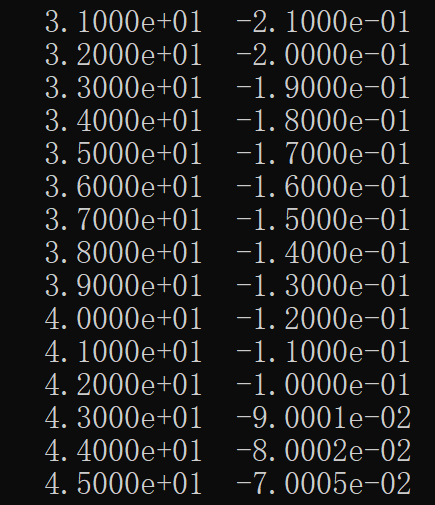 3.1000e+01 -2.1000e-01
3.2000e+01 -2.0000e-01
3.3000e+01 -1.9000e-01
3.4000e+01 -1.8000e-01
3.5000e+01 -1.7000e-01
3.6000e+01 -1.6000e-01
3.7000e+01 -1.5000e-01
3.8000e+01 -1.4000e-01
3.9000e+01 -1.3000e-01
4.0000e+01 -1.2000e-01
4.1000e+01 -1.1000e-01
4.2000e+01 -1.0000e-01
4.3000e+01 -9.0001e-02
4.4000e+01 -8.0002e-02
4.5000e+01 -7.0005e-02